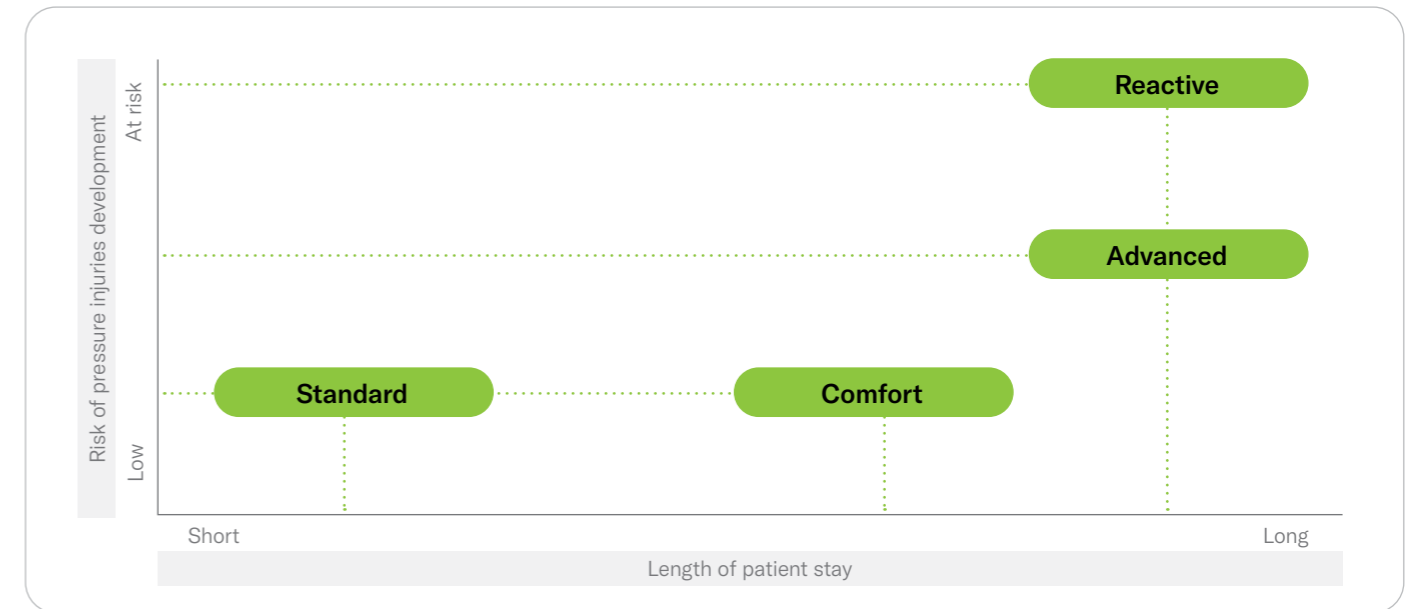 Risk of pressure injuries development
At risk
Low
Reactive
Advanced
Standard
Comfort
Short
Long
Length of patient stay